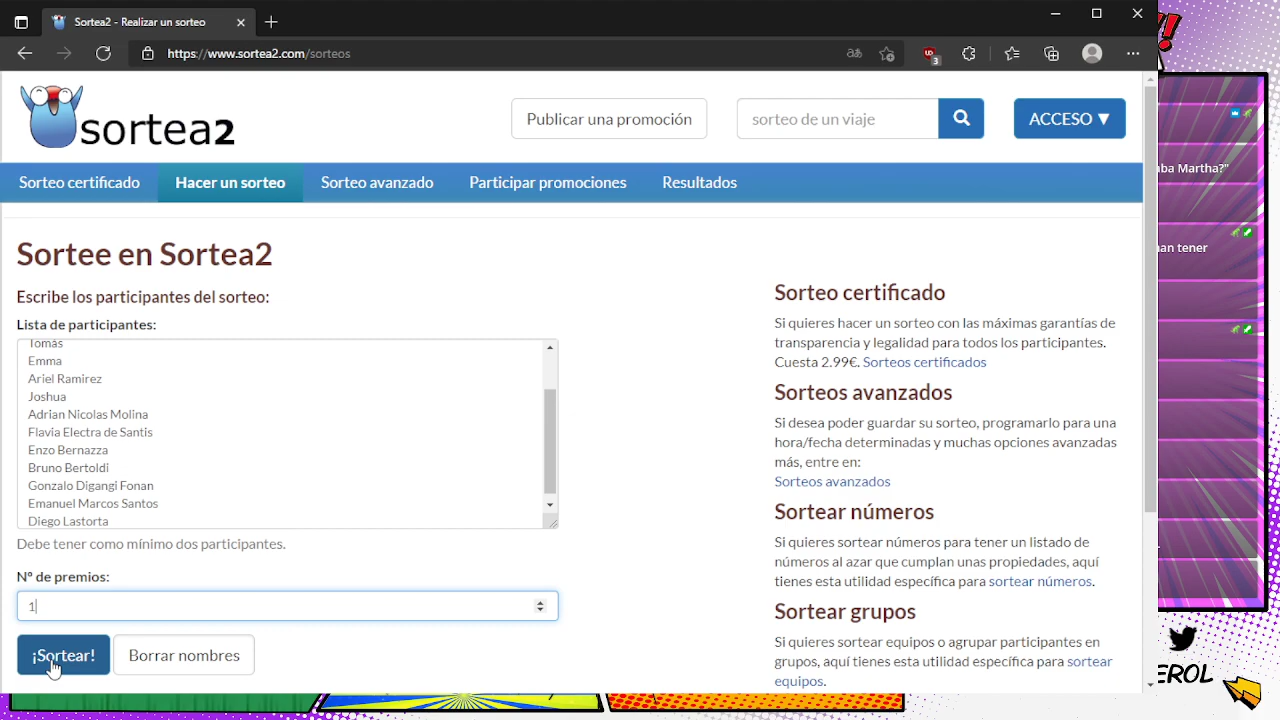 Sortea2 - Realizar un sorteo
https://www.sortea2.com/sorteos
3
sortea2
Publicar una promoción
sorteo de un viaje
ACCESO ▼
Sorteo certificado
Hacer un sorteo
Sorteo avanzado
Participar promociones
Resultados
Sortee en Sortea2
Escribe los participantes del sorteo:
Lista de participantes:
Tomás
Emma
Ariel Ramirez
Joshua
Adrian Nicolas Molina
Flavia Electra de Santis
Enzo Bernazza
Bruno Bertoldi
Gonzalo Digangi Fonan
Emanuel Marcos Santos
Diego Lastorta
Debe tener como mínimo dos participantes.
Nº de premios:
1
¡Sortear!
Borrar nombres
Sorteo certificado
Si quieres hacer un sorteo con las máximas garantías de
transparencia y legalidad para todos los participantes.
Cuesta 2.99€. Sorteos certificados
Sorteos avanzados
Si desea poder guardar su sorteo, programarlo para una
hora/fecha determinadas y muchas opciones avanzadas
más, entre en:
Sorteos avanzados
Sortear números
Si quieres sortear números para tener un listado de
números al azar que cumplan unas propiedades, aquí
tienes esta utilidad específica para sortear números.
Sortear grupos
Si quieres sortear equipos o agrupar participantes en
grupos, aquí tienes esta utilidad específica para sortear
equipos.
Martha?"
tener
EROL